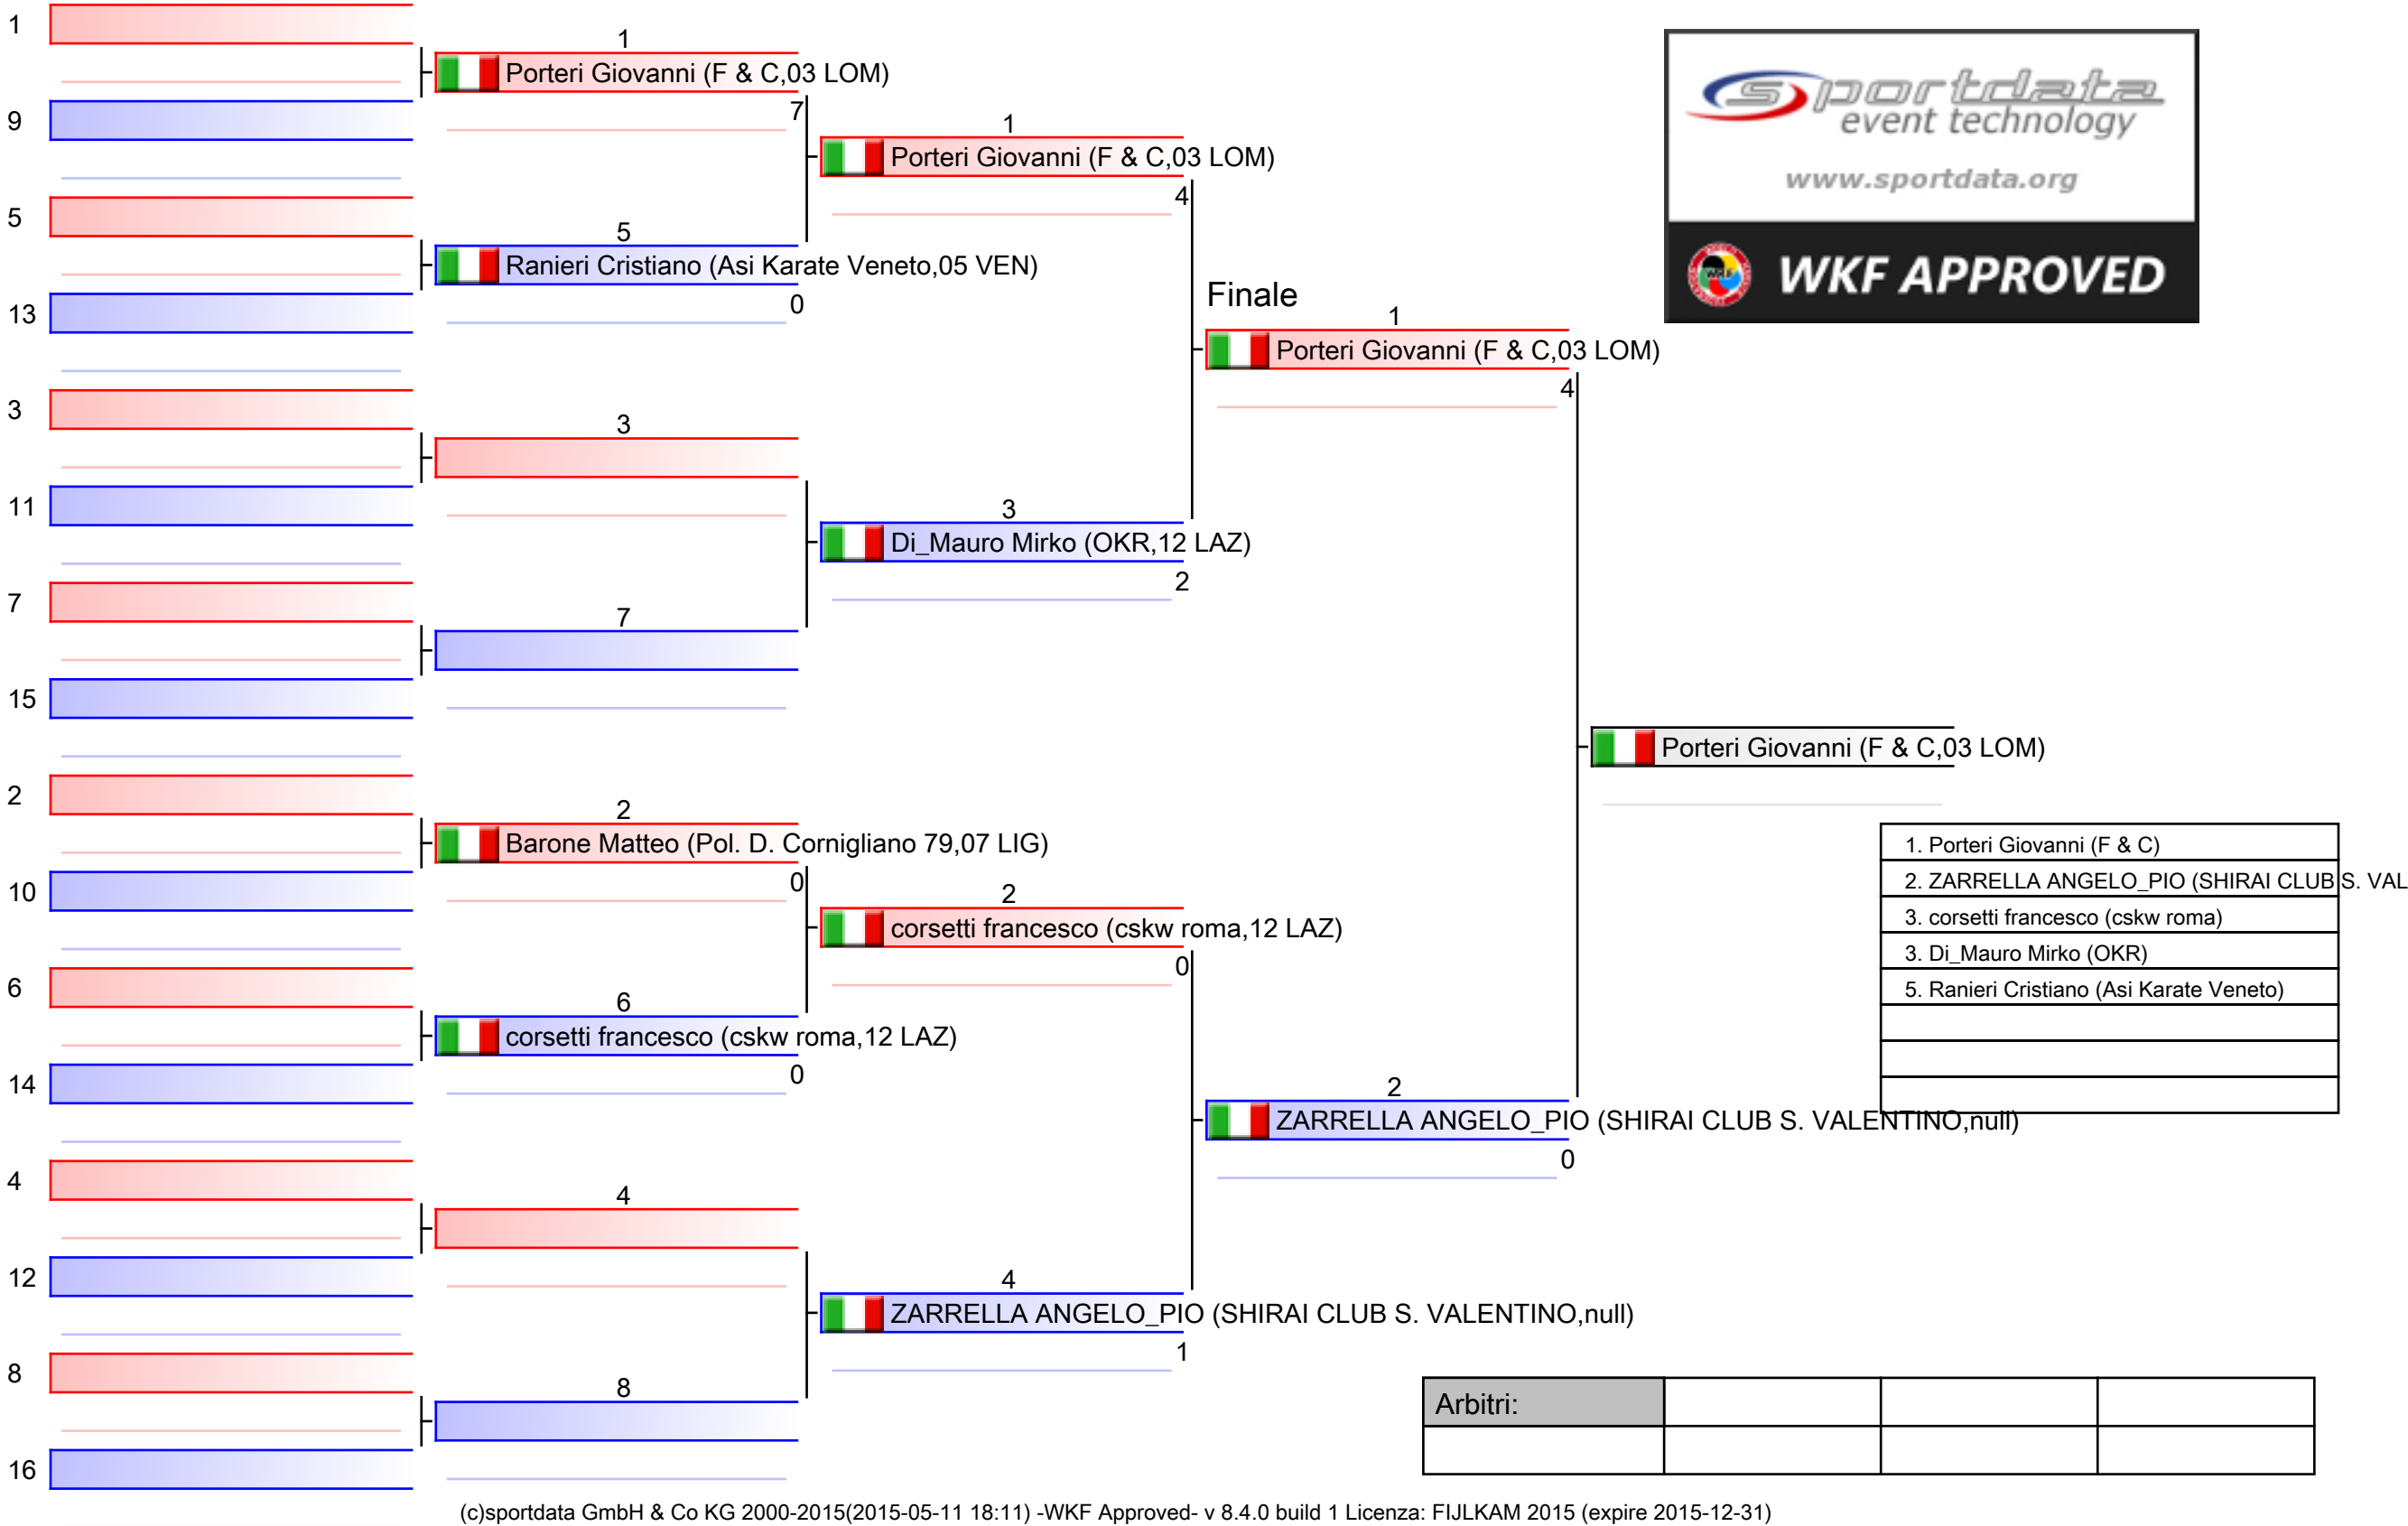 1
1
Porteri Giovanni (F & C,03 LOM)
9
7
1
Porteri Giovanni (F & C,03 LOM)
4
5
5
Ranieri Cristiano (Asi Karate Veneto,05 VEN)
0
13
Finale
1
Porteri Giovanni (F & C,03 LOM)
4
3
3
11
3
Di_Mauro Mirko (OKR,12 LAZ)
2
7
7
15
Porteri Giovanni (F & C,03 LOM)
2
2
Barone Matteo (Pol. D. Cornigliano 79,07 LIG)
0
10
2
corsetti francesco (cskw roma,12 LAZ)
0
6
6
corsetti francesco (cskw roma,12 LAZ)
0
14
2
ZARRELLA ANGELO_PIO (SHIRAI CLUB S. VALENTINO,null)
0
4
4
12
4
ZARRELLA ANGELO_PIO (SHIRAI CLUB S. VALENTINO,null)
1
8
8
16
sportdata
event technology
www.sportdata.org
WKF
WKF APPROVED
1. Porteri Giovanni (F & C)
2. ZARRELLA ANGELO_PIO (SHIRAI CLUB S. VAL
3. corsetti francesco (cskw roma)
3. Di_Mauro Mirko (OKR)
5. Ranieri Cristiano (Asi Karate Veneto)
Arbitri:
(c)sportdata GmbH & Co KG 2000-2015(2015-05-11 18:11) -WKF Approved- v 8.4.0 build 1 Licenza: FIJLKAM 2015 (expire 2015-12-31)